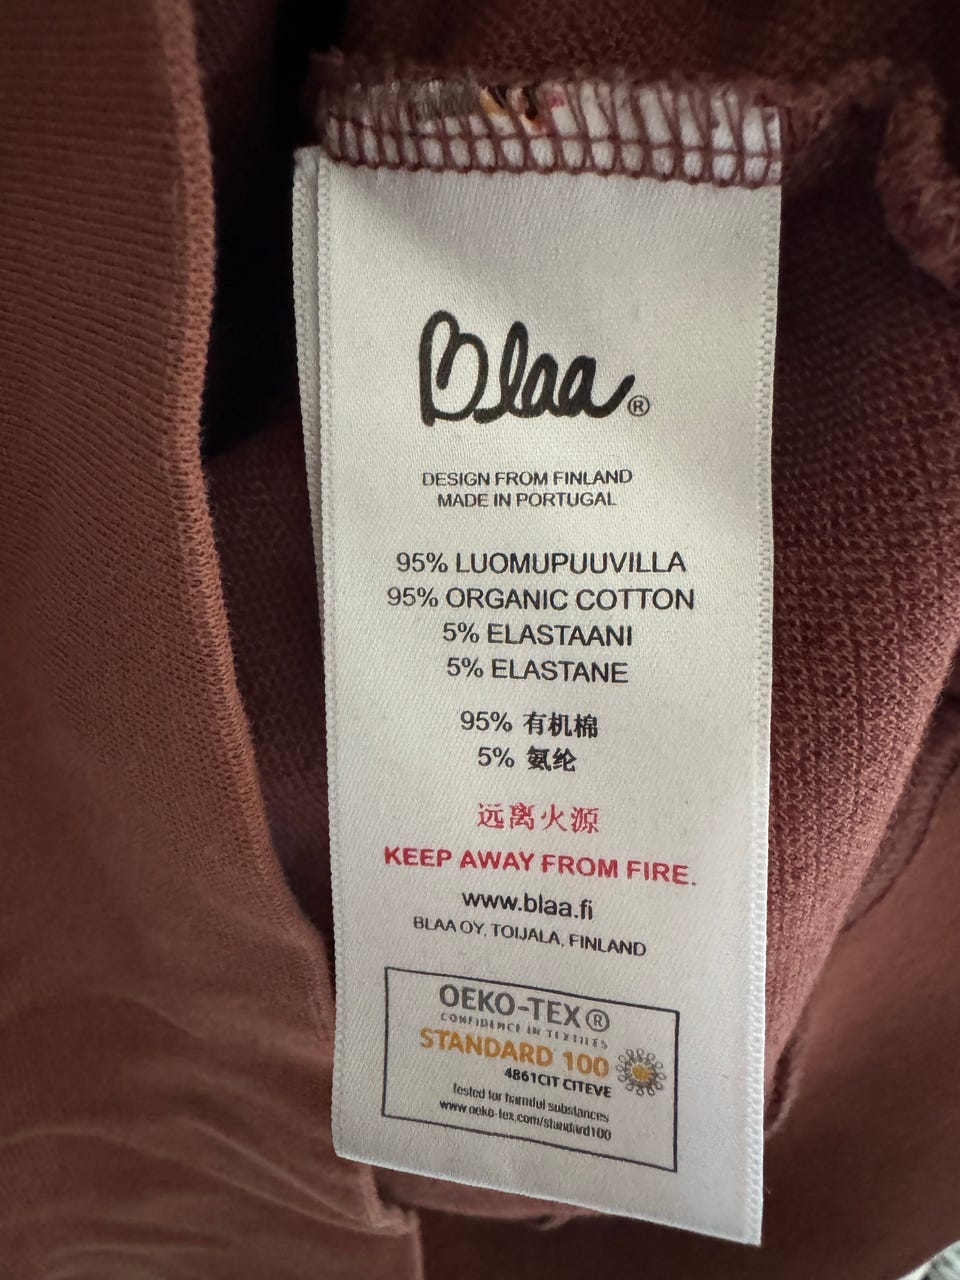 Blaa®
DESIGN FROM FINLAND
MADE IN PORTUGAL
95% LUOMUPUUVILLA
95% ORGANIC COTTON
5% ELASTAANI
5% ELASTANE
95% 有机棉
5% 氨纶
远离火源
KEEP AWAY FROM FIRE.
www.blaa.fi
BLAA OY, TOIJALA, FINLAND
OEKO-TEX®
CONFIDENCE IN TEXTILES
STANDARD 100
4861CIT CITEVE
Tested for harmful substances
www.oeko-tex.com/standard100